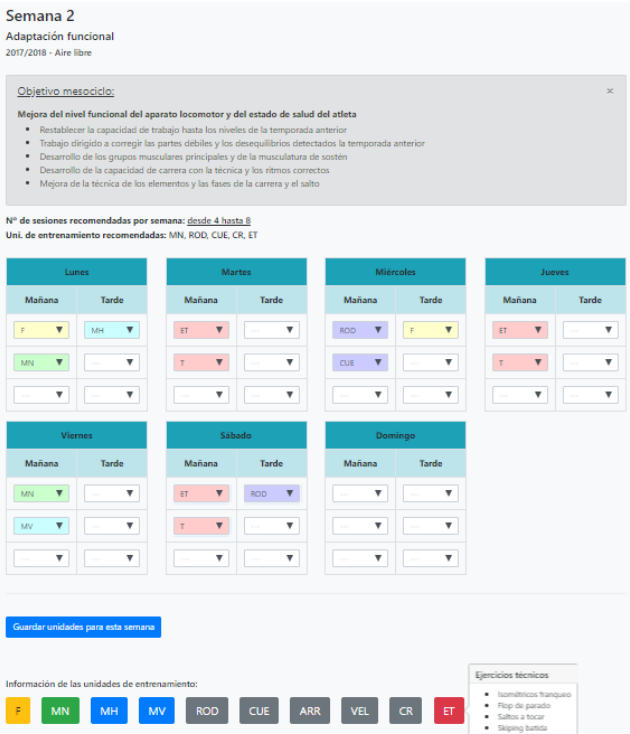 Semana 2
Adaptación funcional
2017/2018 - Aire libre
Objetivo mesociclo: ×
Mejora del nivel funcional del aparato locomotor y del estado de salud del atleta
Restablecer la capacidad de trabajo hasta los niveles de la temporada anterior
Trabajo dirigido a corregir las partes débiles y los desequilibrios detectados la temporada anterior
Desarrollo de los grupos musculares principales y de la musculatura de sostén
Desarrollo de la capacidad de carrera con la técnica y los ritmos correctos
Mejora de la técnica de los elementos y las fases de la carrera y el salto
Nº de sesiones recomendadas por semana: desde 4 hasta 8
Uni. de entrenamiento recomendadas: MN, ROD, CUE, CR, ET
Lunes Martes Miércoles Jueves
Mañana Tarde Mañana Tarde Mañana Tarde Mañana Tarde
F MH ET --- ROD F ET ---
MN --- T --- CUE --- T ---
--- --- --- --- --- --- --- ---
Viernes Sábado Domingo
Mañana Tarde Mañana Tarde Mañana Tarde
MN --- ET ROD --- ---
MV --- T --- --- ---
--- --- --- --- --- ---
Guardar unidades para esta semana
Información de las unidades de entrenamiento:
F MN MH MV ROD CUE ARR VEL CR ET
Ejercicios técnicos
Isométricos franqueo
Flop de parado
Saltos a tocar
Skiping batida